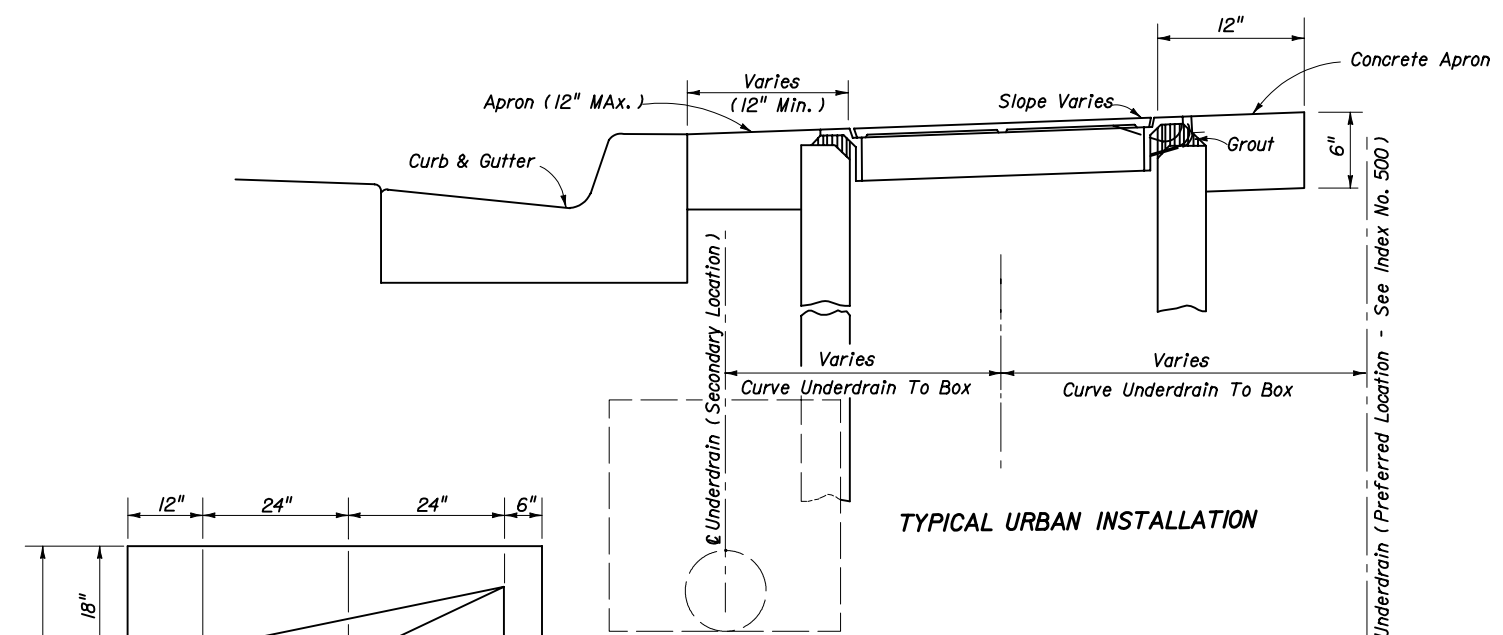 12"
Concrete Apron
Varies
(12" Min.)
Apron (12" MAx.)
Slope Varies
Curb & Gutter
Grout
6"
℄ Underdrain (Secondary Location)
Underdrain (Preferred Location - See Index No. 500)
Varies
Curve Underdrain To Box
Varies
Curve Underdrain To Box
TYPICAL URBAN INSTALLATION
12"
24"
24"
6"
18"